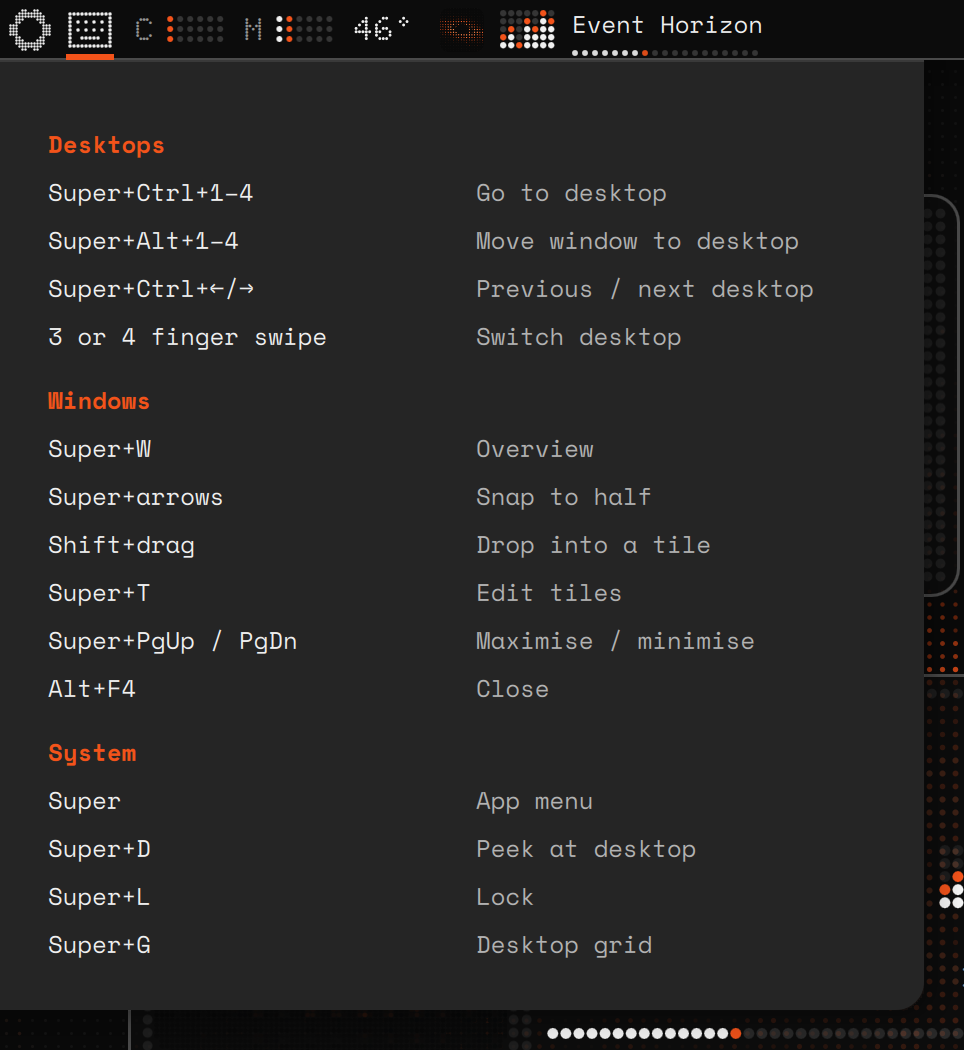 C M 46° Event Horizon
Desktops
Super+Ctrl+1–4 Go to desktop
Super+Alt+1–4 Move window to desktop
Super+Ctrl+←/→ Previous / next desktop
3 or 4 finger swipe Switch desktop
Windows
Super+W Overview
Super+arrows Snap to half
Shift+drag Drop into a tile
Super+T Edit tiles
Super+PgUp / PgDn Maximise / minimise
Alt+F4 Close
System
Super App menu
Super+D Peek at desktop
Super+L Lock
Super+G Desktop grid